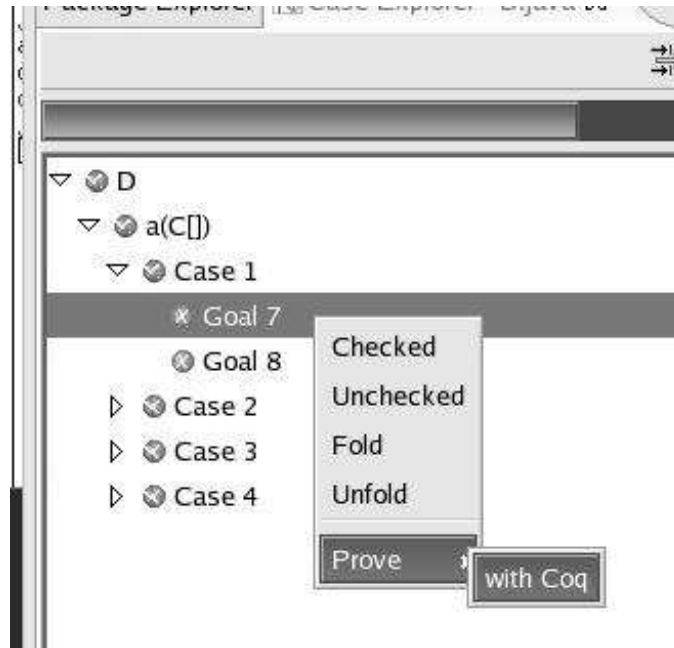 Package Explorer Case Explorer - Bijava
D
a(C[])
Case 1
Goal 7
Goal 8
Case 2
Case 3
Case 4
Checked
Unchecked
Fold
Unfold
Prove
with Coq